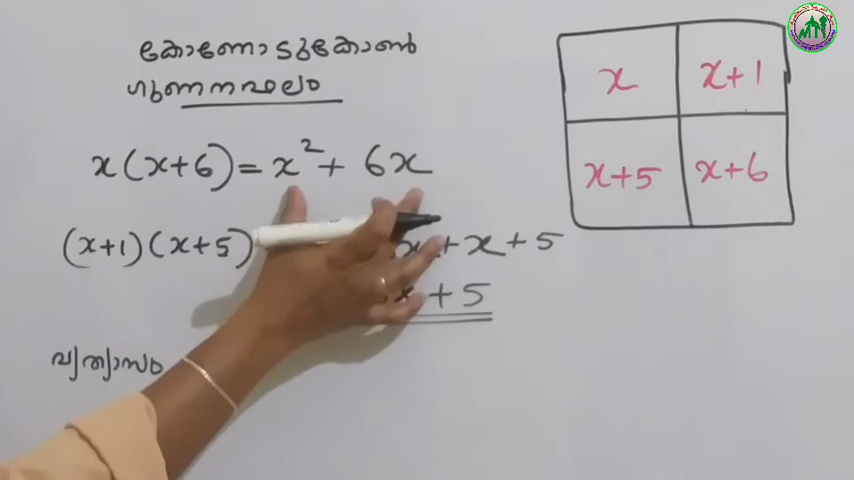 കോണോടുകോൺ
ഗുണനഫലം
x(x+6) = x² + 6x
(x+1)(x+5) x + x + 5
x + 5
വ്യത്യാസം
x x+1
x+5 x+6